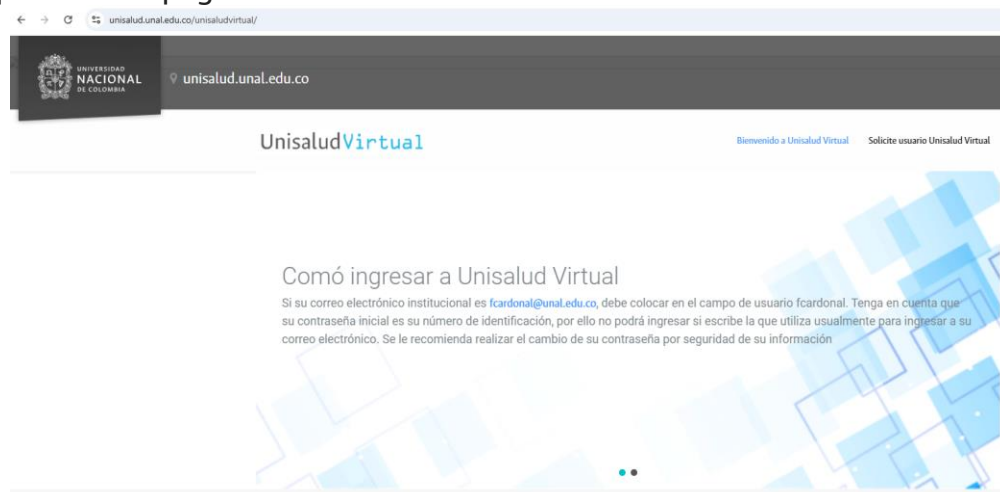 unisalud.unal.edu.co/unisaludvirtual/
UNIVERSIDAD
NACIONAL
DE COLOMBIA
unisalud.unal.edu.co
UnisaludVirtual
Bienvenido a Unisalud Virtual
Solicite usuario Unisalud Virtual
Comó ingresar a Unisalud Virtual
Si su correo electrónico institucional es fcardonal@unal.edu.co, debe colocar en el campo de usuario fcardonal. Tenga en cuenta que
su contraseña inicial es su número de identificación, por ello no podrá ingresar si escribe la que utiliza usualmente para ingresar a su
correo electrónico. Se le recomienda realizar el cambio de su contraseña por seguridad de su información